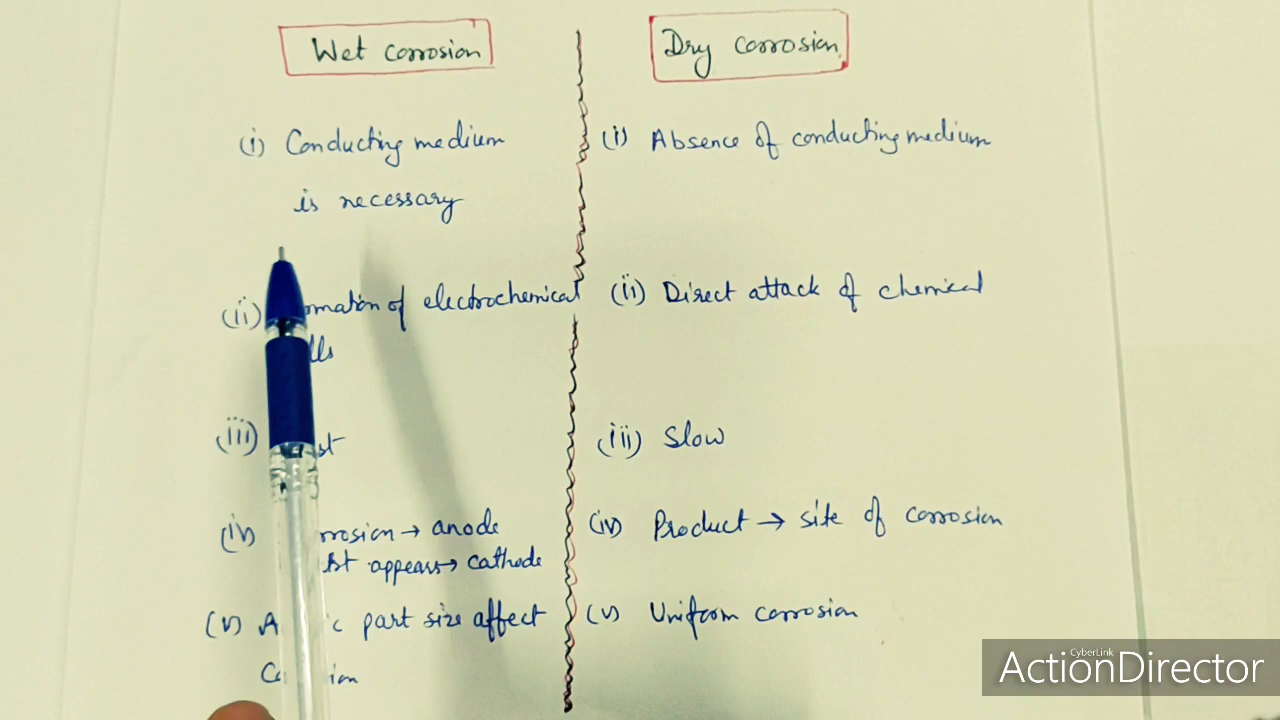 Wet corrosion
(i) Conducting medium
is necessary
(ii) of electrochemical
(iii)
(iv) → anode
appears → cathode
(v) part size affect
Dry corrosion
(i) Absence of conducting medium
(ii) Direct attack of chemical
(iii) Slow
(iv) Product → site of corrosion
(v) Uniform corrosion
CyberLink
ActionDirector